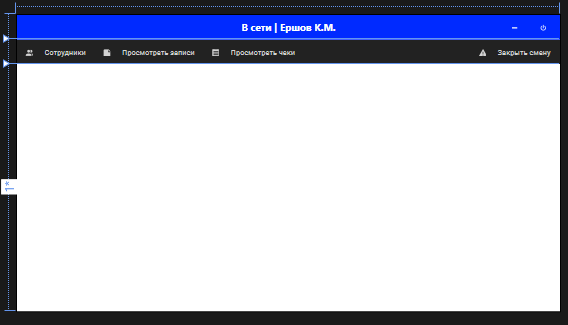 В сети | Ершов К.М.
Сотрудники Просмотреть записи Просмотреть чеки Закрыть смену